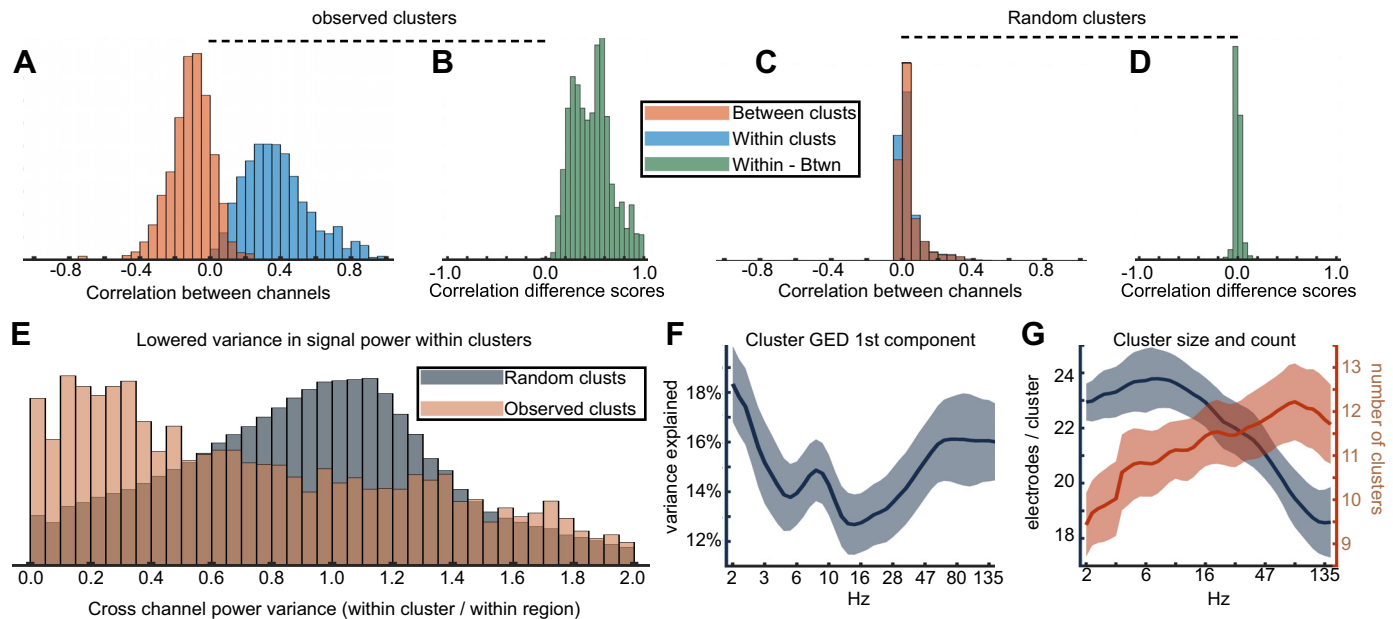 observed clusters
Random clusters
A
B
C
D
Between clusts
Within clusts
Within - Btwn
-0.8 -0.4 0.0 0.4 0.8
Correlation between channels
-1.0 0.0 1.0
Correlation difference scores
-0.8 -0.4 0.0 0.4 0.8
Correlation between channels
-1.0 0.0 1.0
Correlation difference scores
E
Lowered variance in signal power within clusters
Random clusts
Observed clusts
0.0 0.2 0.4 0.6 0.8 1.0 1.2 1.4 1.6 1.8 2.0
Cross channel power variance (within cluster / within region)
F
Cluster GED 1st component
variance explained
18%
16%
14%
12%
2 3 6 10 16 28 47 80 135
Hz
G
Cluster size and count
electrodes / cluster
24
22
20
18
13
12
11
10
9
number of clusters
2 6 16 47 135
Hz